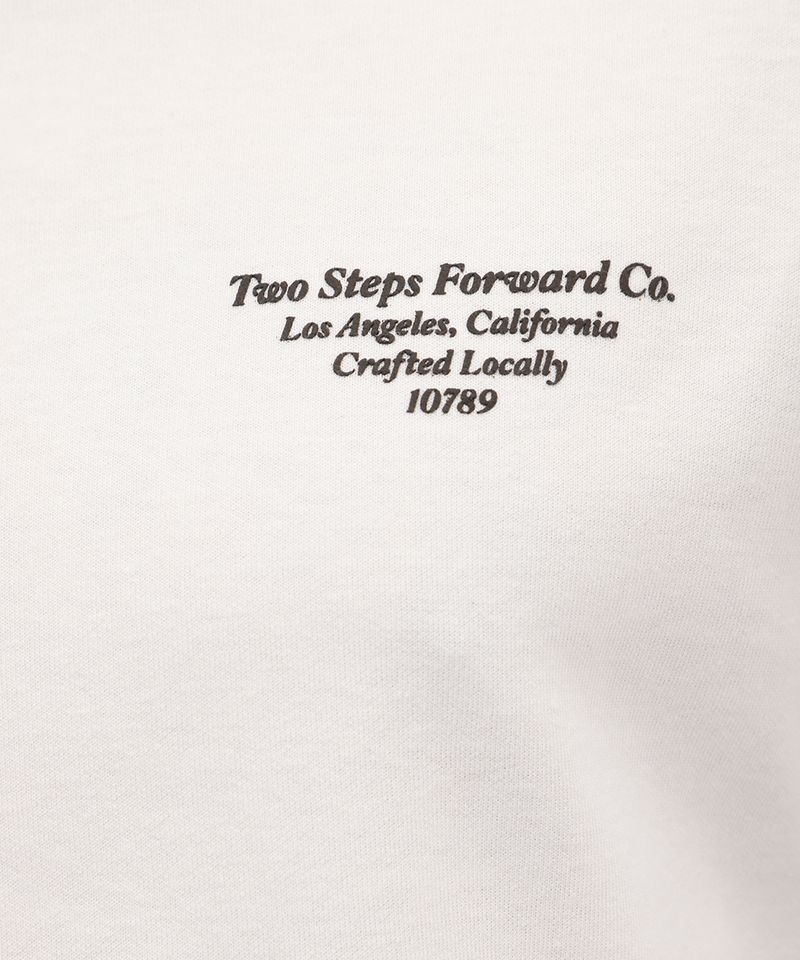 Two Steps Forward Co.
Los Angeles, California
Crafted Locally
10789